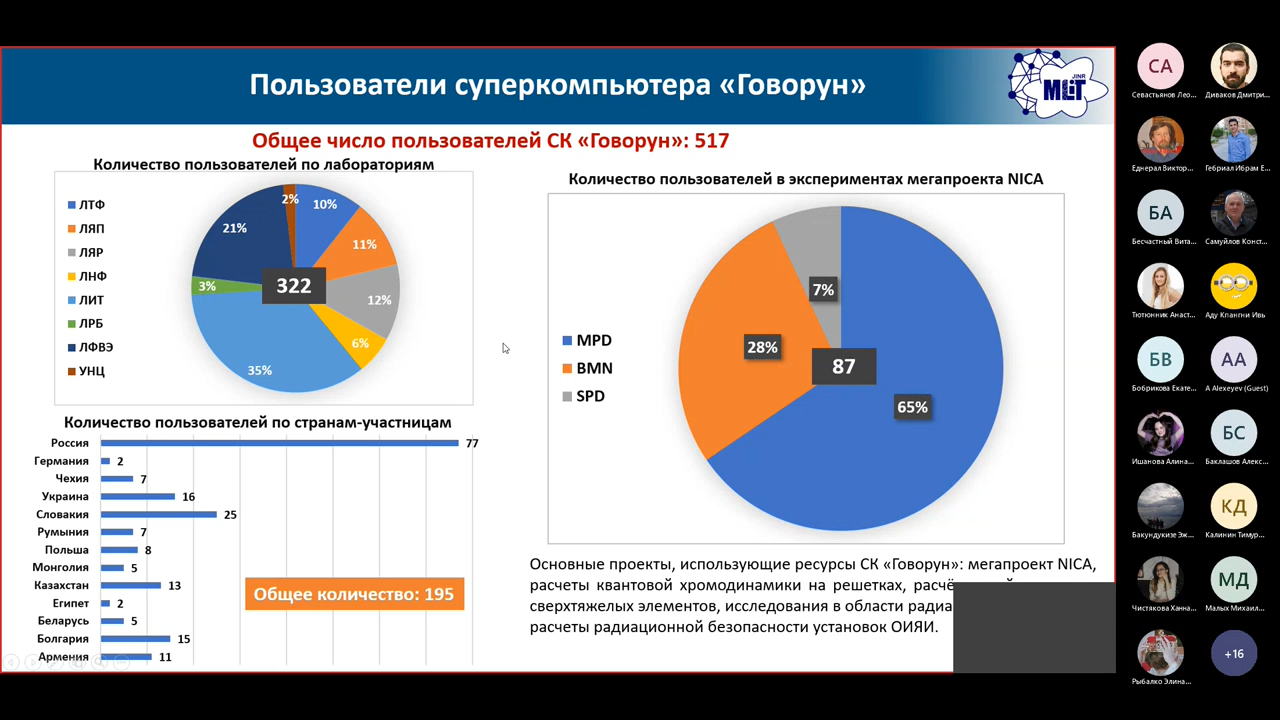 Пользователи суперкомпьютера «Говорун»
JINR
MLIT
Общее число пользователей СК «Говорун»: 517
Количество пользователей по лабораториям
ЛТФ
ЛЯП
ЛЯР
ЛНФ
ЛИТ
ЛРБ
ЛФВЭ
УНЦ
2%
10%
11%
12%
6%
35%
3%
21%
322
Количество пользователей по странам-участницам
Россия 77
Германия 2
Чехия 7
Украина 16
Словакия 25
Румыния 7
Польша 8
Монголия 5
Казахстан 13
Египет 2
Беларусь 5
Болгария 15
Армения 11
Общее количество: 195
Количество пользователей в экспериментах мегапроекта NICA
MPD
BMN
SPD
7%
28%
87
65%
Основные проекты, использующие ресурсы СК «Говорун»: мегапроект NICA,
расчеты квантовой хромодинамики на решетках,
сверхтяжелых элементов, исследования в области
расчеты радиационной безопасности установок ОИЯИ.
СА
Севастьянов Лео...
Диваков Дмитри...
Еднерал Виктор...
Гебриал Ибрам Е...
БА
Бесчастный Вита...
Самуйлов Конст...
Тютюнник Анаст...
Аду Кпангни Ивь
БВ
Бобрикова Екате...
АА
A Alexeyev (Guest)
Ишанова Алина...
БС
Баклашов Алекс...
Бакундукизе Эж...
КД
Калинин Тимур...
Чистякова Ханна...
МД
Малых Михаил...
Рыбалко Элина...
+16